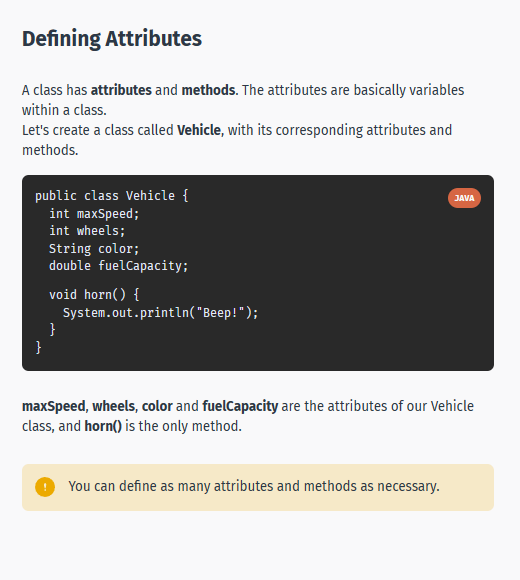 Defining Attributes
A class has attributes and methods. The attributes are basically variables
within a class.
Let's create a class called Vehicle, with its corresponding attributes and
methods.
public class Vehicle {
JAVA
int maxSpeed;
int wheels;
String color;
double fuelCapacity;
void horn() {
System.out.println("Beep!");
}
}
maxSpeed, wheels, color and fuelCapacity are the attributes of our Vehicle
class, and horn() is the only method.
! You can define as many attributes and methods as necessary.